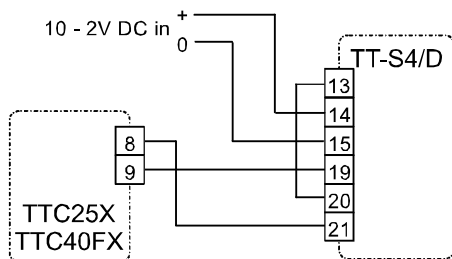 +
10 - 2V DC in
0
TT-S4/D
13
14
15
19
20
21
8
9
TTC25X
TTC40FX